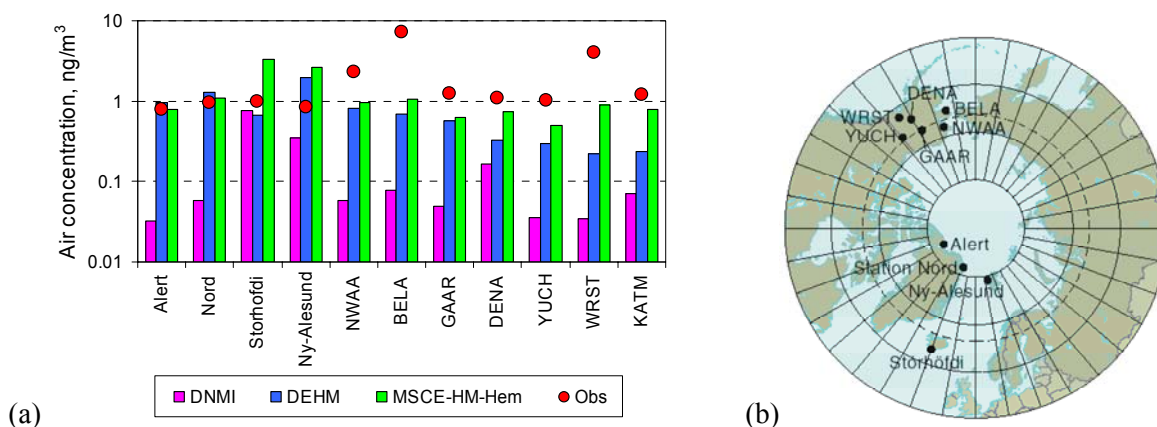 Air concentration, ng/m³
10
1
0.1
0.01
Alert
Nord
Storhofdi
Ny-Alesund
NWAA
BELA
GAAR
DENA
YUCH
WRST
KATM
DNMI DEHM MSCE-HM-Hem Obs
(a)
DENA
WRST BELA
YUCH NWAA
GAAR
Alert
Station Nord
Ny-Alesund
Stórhöfdi
(b)